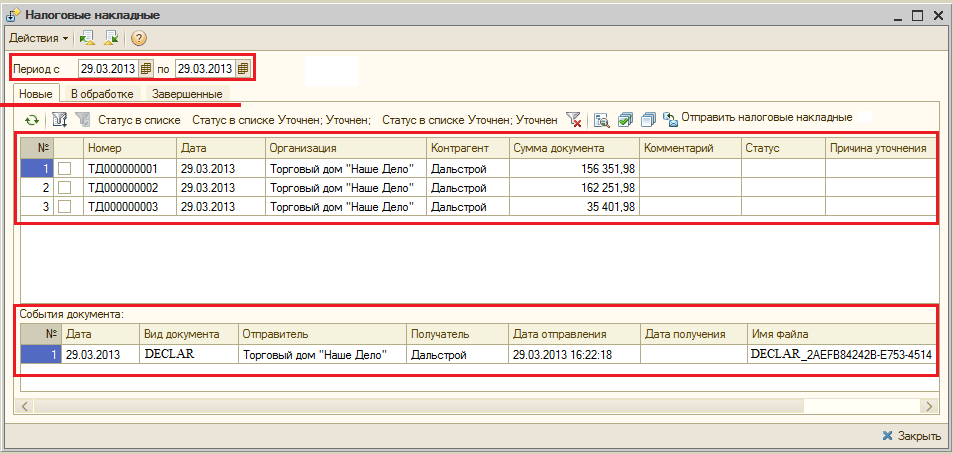 Налоговые накладные
Действия
Период с 29.03.2013 по 29.03.2013
Новые В обработке Завершенные
Статус в списке Статус в списке Уточнен; Уточнен; Статус в списке Уточнен; Уточнен Отправить налоговые накладные
№ Номер Дата Организация Контрагент Сумма документа Комментарий Статус Причина уточнения
1 ТД000000001 29.03.2013 Торговый дом "Наше Дело" Дальстрой 156 351,98
2 ТД000000002 29.03.2013 Торговый дом "Наше Дело" Дальстрой 162 251,98
3 ТД000000003 29.03.2013 Торговый дом "Наше Дело" Дальстрой 35 401,98
События документа:
№ Дата Вид документа Отправитель Получатель Дата отправления Дата получения Имя файла
1 29.03.2013 DECLAR Торговый дом "Наше Дело" Дальстрой 29.03.2013 16:22:18 DECLAR_2AEFB84242B-E753-4514
Закрыть